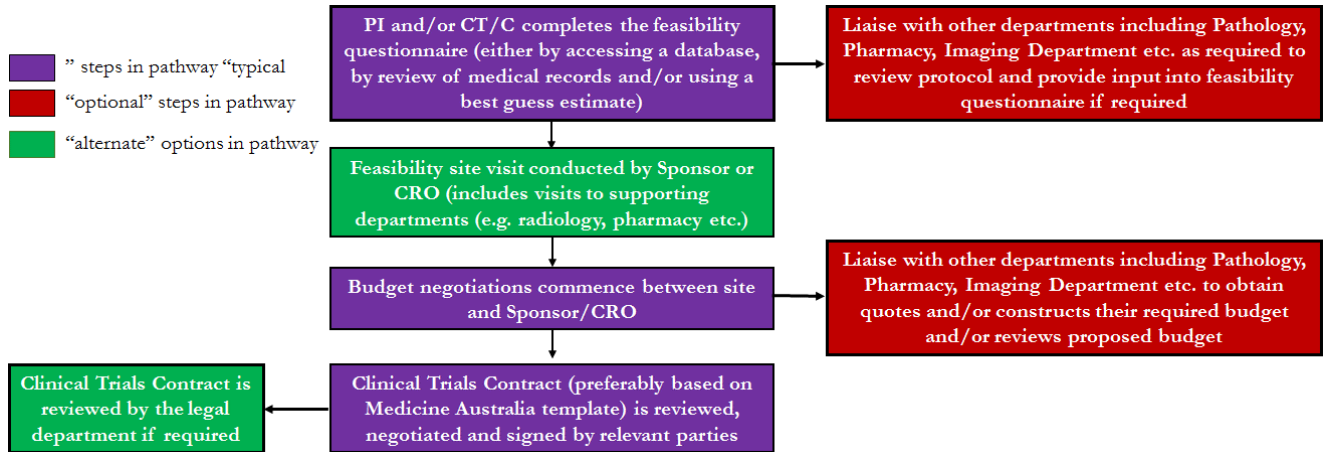 PI and/or CT/C completes the feasibility
questionnaire (either by accessing a database,
by review of medical records and/or using a
best guess estimate)
Liaise with other departments including Pathology,
Pharmacy, Imaging Department etc. as required to
review protocol and provide input into feasibility
questionnaire if required
” steps in pathway “typical
“optional” steps in pathway
“alternate” options in pathway
Feasibility site visit conducted by Sponsor or
CRO (includes visits to supporting
departments (e.g. radiology, pharmacy etc.)
Budget negotiations commence between site
and Sponsor/CRO
Liaise with other departments including Pathology,
Pharmacy, Imaging Department etc. to obtain
quotes and/or constructs their required budget
and/or reviews proposed budget
Clinical Trials Contract is
reviewed by the legal
department if required
Clinical Trials Contract (preferably based on
Medicine Australia template) is reviewed,
negotiated and signed by relevant parties